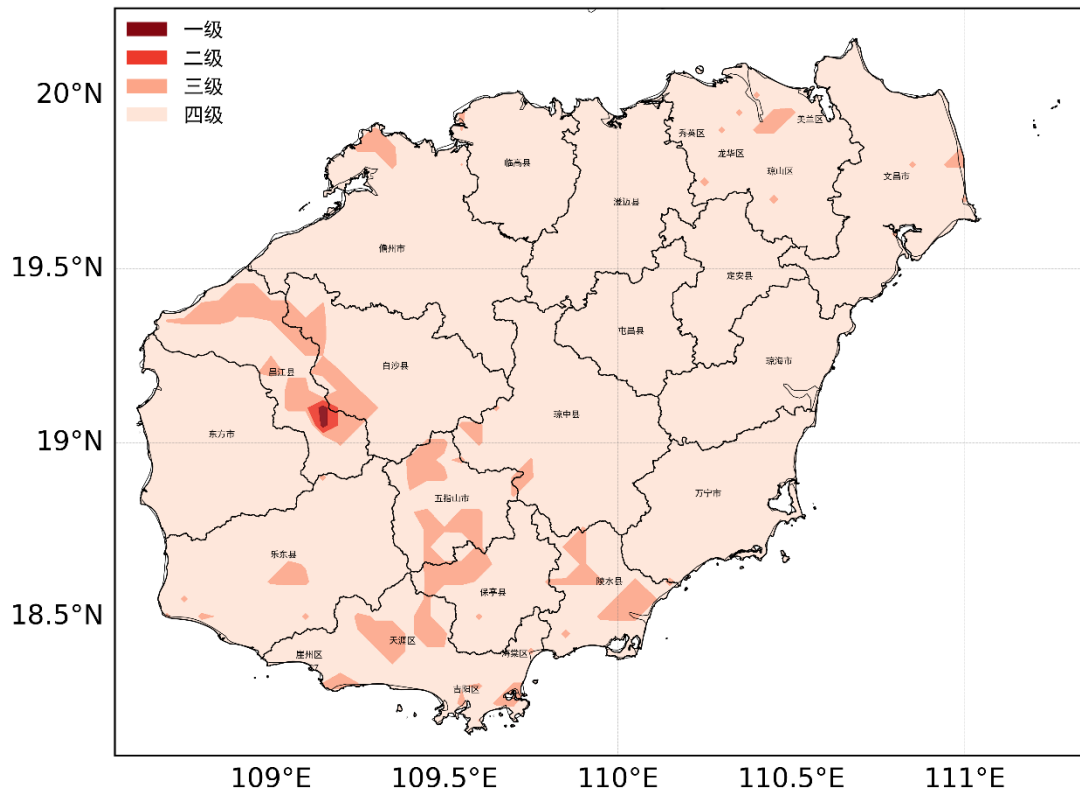 一级
二级
三级
四级
20°N
19.5°N
19°N
18.5°N
109°E
109.5°E
110°E
110.5°E
111°E
美兰区
秀英区
龙华区
临高县
琼山区
文昌市
澄迈县
儋州市
定安县
屯昌县
琼海市
白沙县
昌江县
琼中县
东方市
万宁市
五指山市
乐东县
陵水县
保亭县
天涯区
崖州区
海棠区
吉阳区